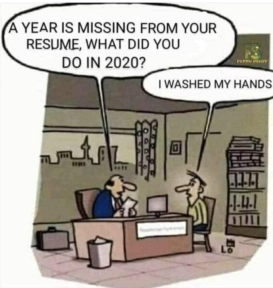 A YEAR IS MISSING FROM YOUR
RESUME, WHAT DID YOU
DO IN 2020?
I WASHED MY HANDS